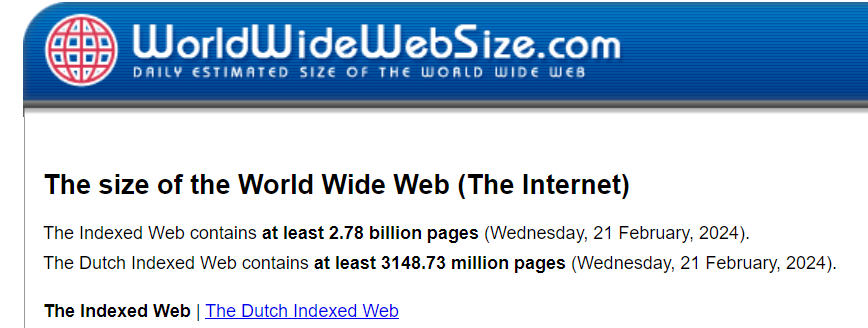 WorldWideWebSize.com
DAILY ESTIMATED SIZE OF THE WORLD WIDE WEB
The size of the World Wide Web (The Internet)
The Indexed Web contains at least 2.78 billion pages (Wednesday, 21 February, 2024).
The Dutch Indexed Web contains at least 3148.73 million pages (Wednesday, 21 February, 2024).
The Indexed Web | The Dutch Indexed Web